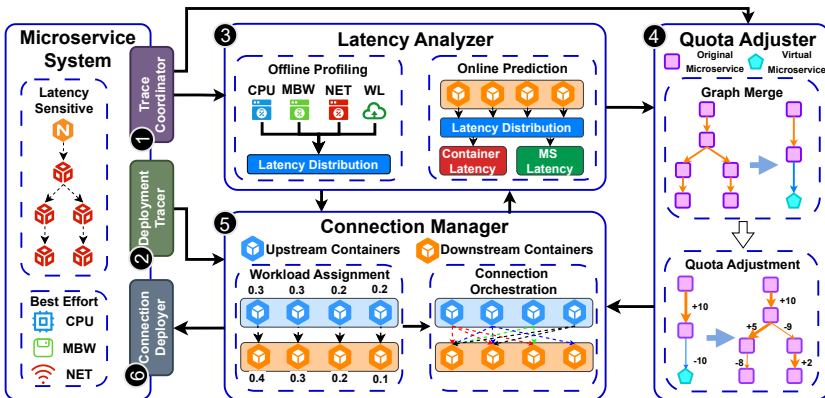 Microservice
System
Latency
Sensitive
Best Effort
CPU
MBW
NET
Trace
Coordinator
1
Deployment
Tracer
2
Connection
Deployer
6
3
Latency Analyzer
Offline Profiling
CPU MBW NET WL
Latency Distribution
Online Prediction
Latency Distribution
Container
Latency
MS
Latency
5
Connection Manager
Upstream Containers
Downstream Containers
Workload Assignment
0.3 0.3 0.2 0.2
0.4 0.3 0.2 0.1
Connection
Orchestration
4
Quota Adjuster
Original
Microservice
Virtual
Microservice
Graph Merge
Quota Adjustment
+10
-10
+10
+5 -9
-8 +2